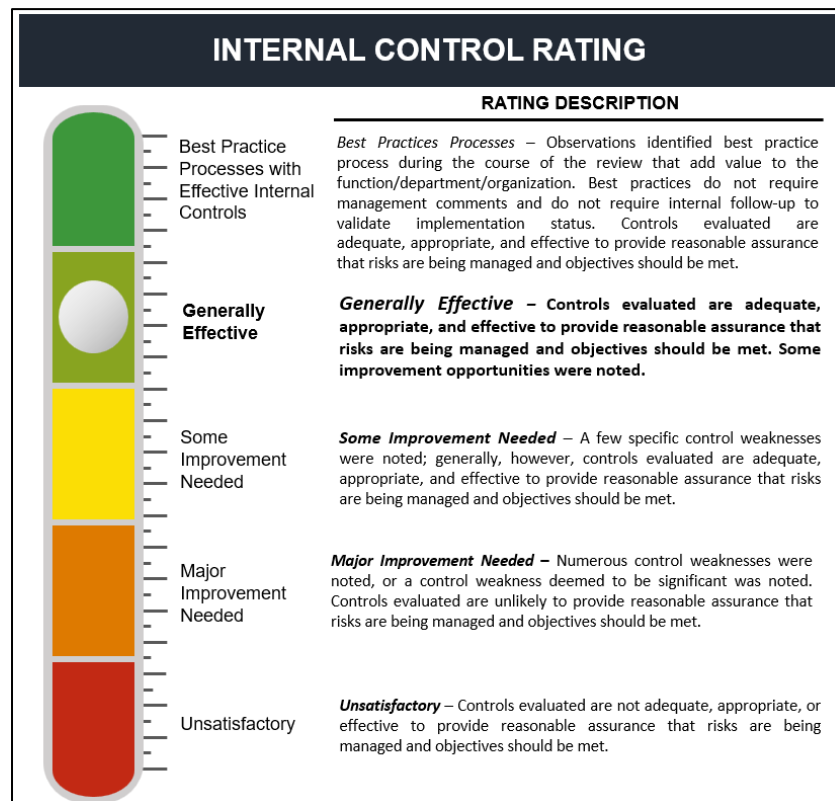 INTERNAL CONTROL RATING
RATING DESCRIPTION
Best Practice
Processes with
Effective Internal
Controls
Best Practices Processes – Observations identified best practice
process during the course of the review that add value to the
function/department/organization. Best practices do not require
management comments and do not require internal follow-up to
validate implementation status. Controls evaluated are
adequate, appropriate, and effective to provide reasonable assurance
that risks are being managed and objectives should be met.
Generally
Effective
Generally Effective – Controls evaluated are adequate,
appropriate, and effective to provide reasonable assurance that
risks are being managed and objectives should be met. Some
improvement opportunities were noted.
Some
Improvement
Needed
Some Improvement Needed – A few specific control weaknesses
were noted; generally, however, controls evaluated are adequate,
appropriate, and effective to provide reasonable assurance that risks
are being managed and objectives should be met.
Major
Improvement
Needed
Major Improvement Needed – Numerous control weaknesses were
noted, or a control weakness deemed to be significant was noted.
Controls evaluated are unlikely to provide reasonable assurance that
risks are being managed and objectives should be met.
Unsatisfactory
Unsatisfactory – Controls evaluated are not adequate, appropriate, or
effective to provide reasonable assurance that risks are being
managed and objectives should be met.